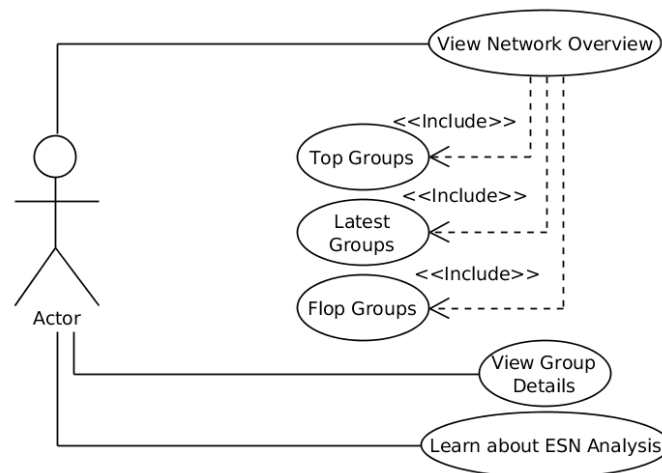 View Network Overview
<<Include>>
Top Groups
<<Include>>
Latest
Groups
<<Include>>
Flop Groups
Actor
View Group
Details
Learn about ESN Analysis